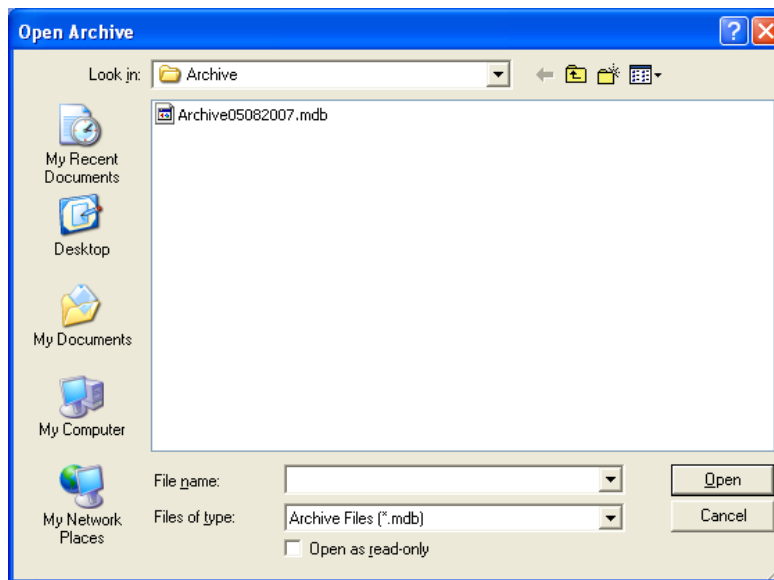 Open Archive
Look in:
Archive
Archive05082007.mdb
My Recent
Documents
Desktop
My Documents
My Computer
My Network
Places
File name:
Open
Files of type:
Archive Files (*.mdb)
Cancel
Open as read-only